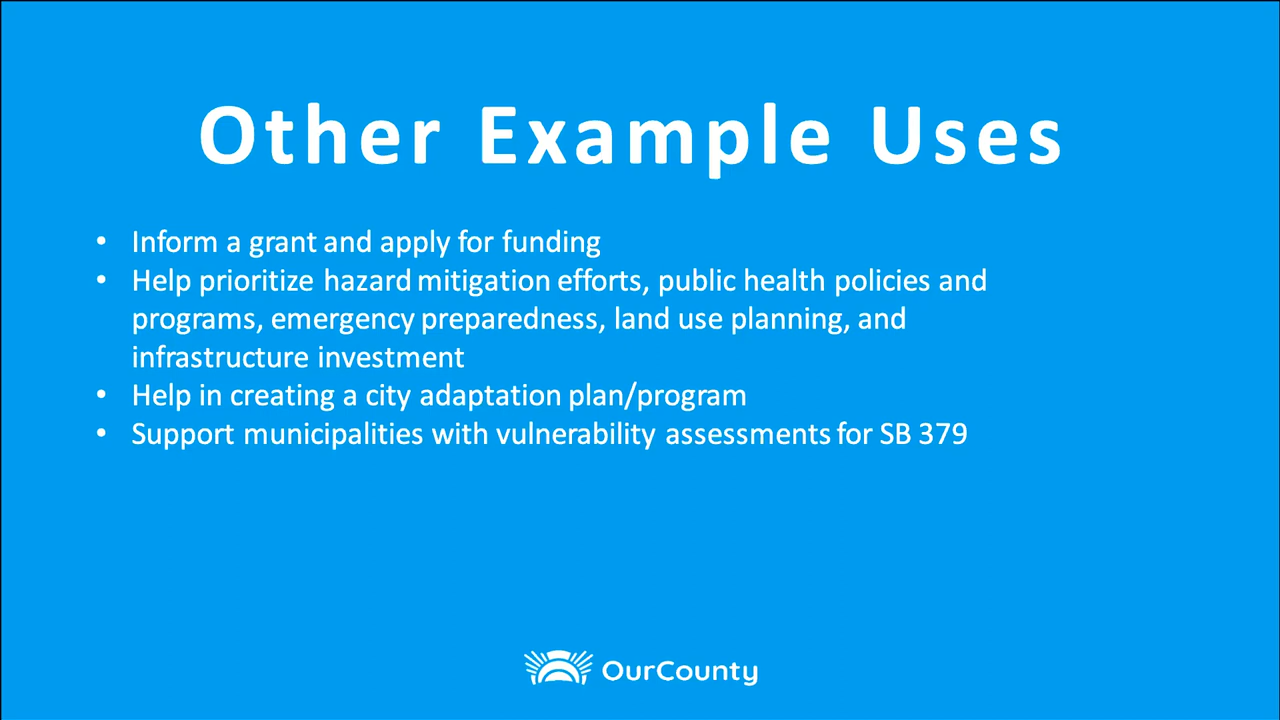 Other Example Uses
• Inform a grant and apply for funding
• Help prioritize hazard mitigation efforts, public health policies and
programs, emergency preparedness, land use planning, and
infrastructure investment
• Help in creating a city adaptation plan/program
• Support municipalities with vulnerability assessments for SB 379
OurCounty